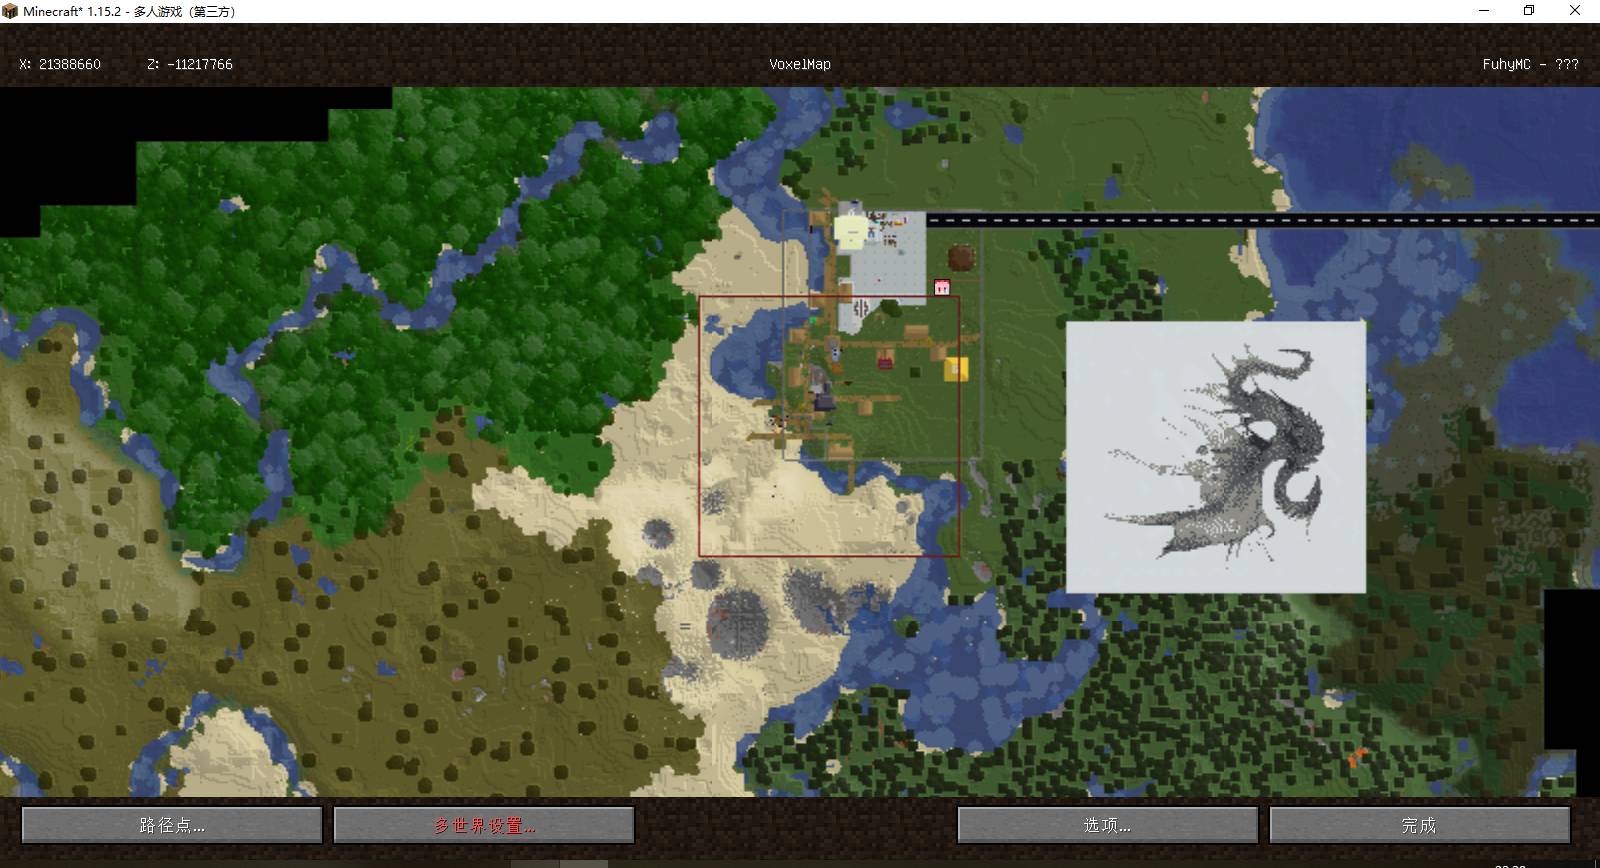 Minecraft* 1.15.2 - 多人游戏（第三方）
X: 21388660 Z: -11217766 VoxelMap FuhyMC - ???
路径点... 多世界设置... 选项... 完成